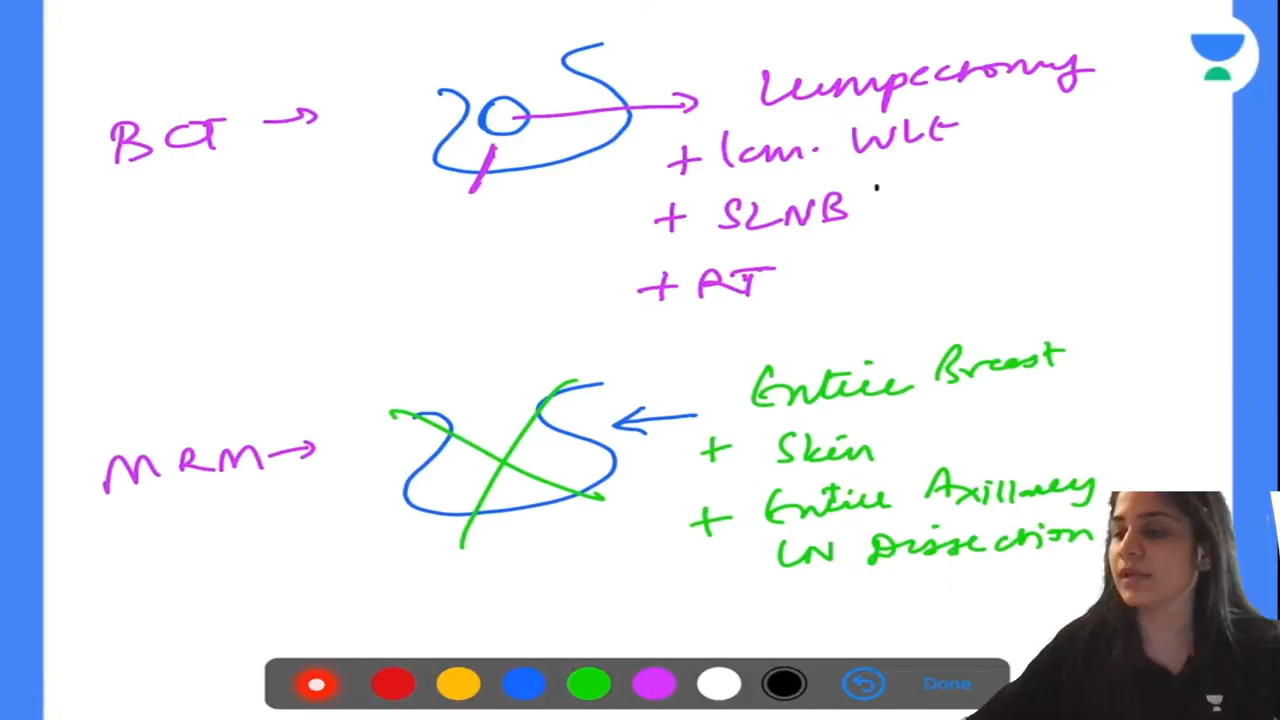 BCT → Lumpectomy
+ 1cm. WLE
+ SLNB
+ RT
MRM → Entire Breast
+ Skin
+ Entire Axillary
LN Dissection
Done